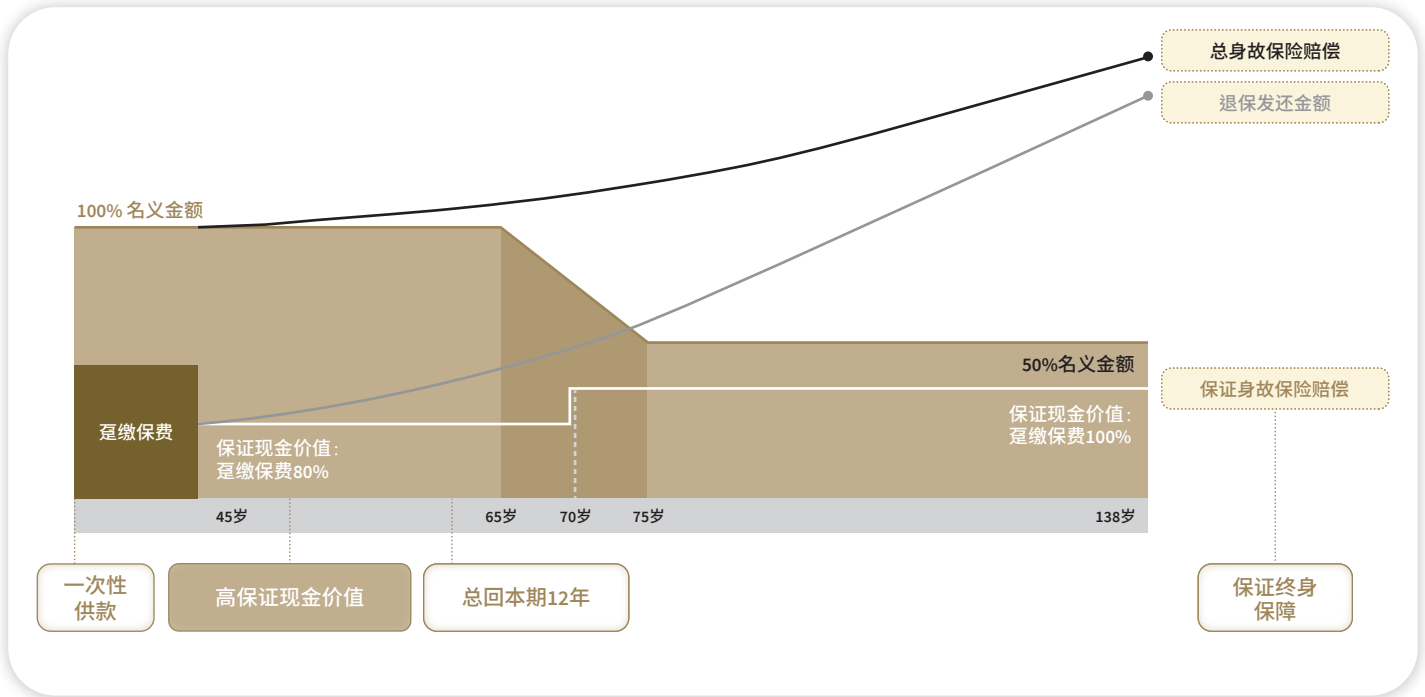 总身故保险赔偿
退保发还金额
100% 名义金额
50%名义金额
保证身故保险赔偿
保证现金价值：
趸缴保费100%
趸缴保费
保证现金价值：
趸缴保费80%
45岁
65岁
70岁
75岁
138岁
一次性
供款
高保证现金价值
总回本期12年
保证终身
保障